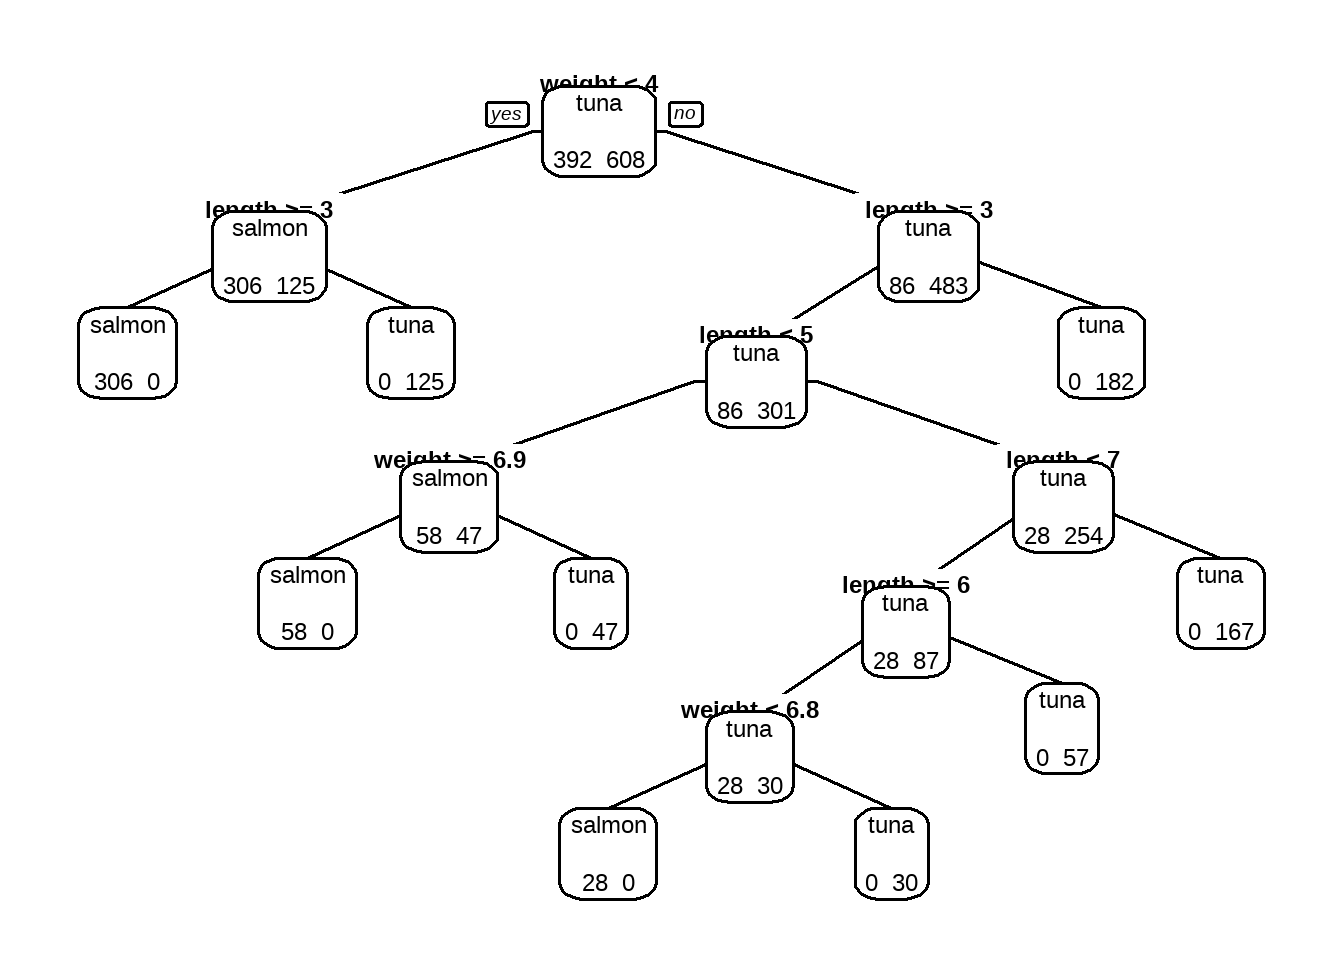 weight < 4
tuna
yes
no
392 608
length >= 3
length >= 3
salmon
tuna
306 125
86 483
salmon
tuna
tuna
length < 5
tuna
306 0
0 125
0 182
86 301
weight >= 6.9
length < 7
salmon
tuna
58 47
28 254
salmon
tuna
tuna
length >= 6
tuna
58 0
0 47
0 167
28 87
tuna
weight < 6.8
tuna
0 57
28 30
salmon
tuna
28 0
0 30